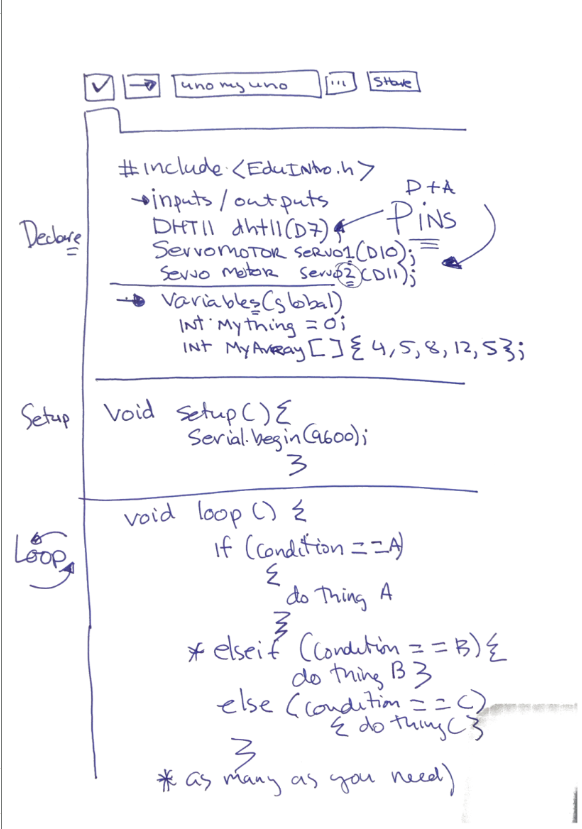 uno my uno ... Share
#include <EduIntro.h>
→ inputs / outputs
D+A
DHT11 dht11(D7);
PINS
Declare
Servomotor servo1(D10);
Servo Motor servo2(D11);
→ Variables (global)
INT Mything = 0;
INT MyArray[] { 4, 5, 8, 12, 5};
Setup
Void setup() {
Serial.begin(9600);
}
void loop () {
Loop
if (condition == A)
{
do thing A
}
* elseif (condition == B) {
do thing B }
else (condition == C)
{ do thing C }
}
* as many as you need)